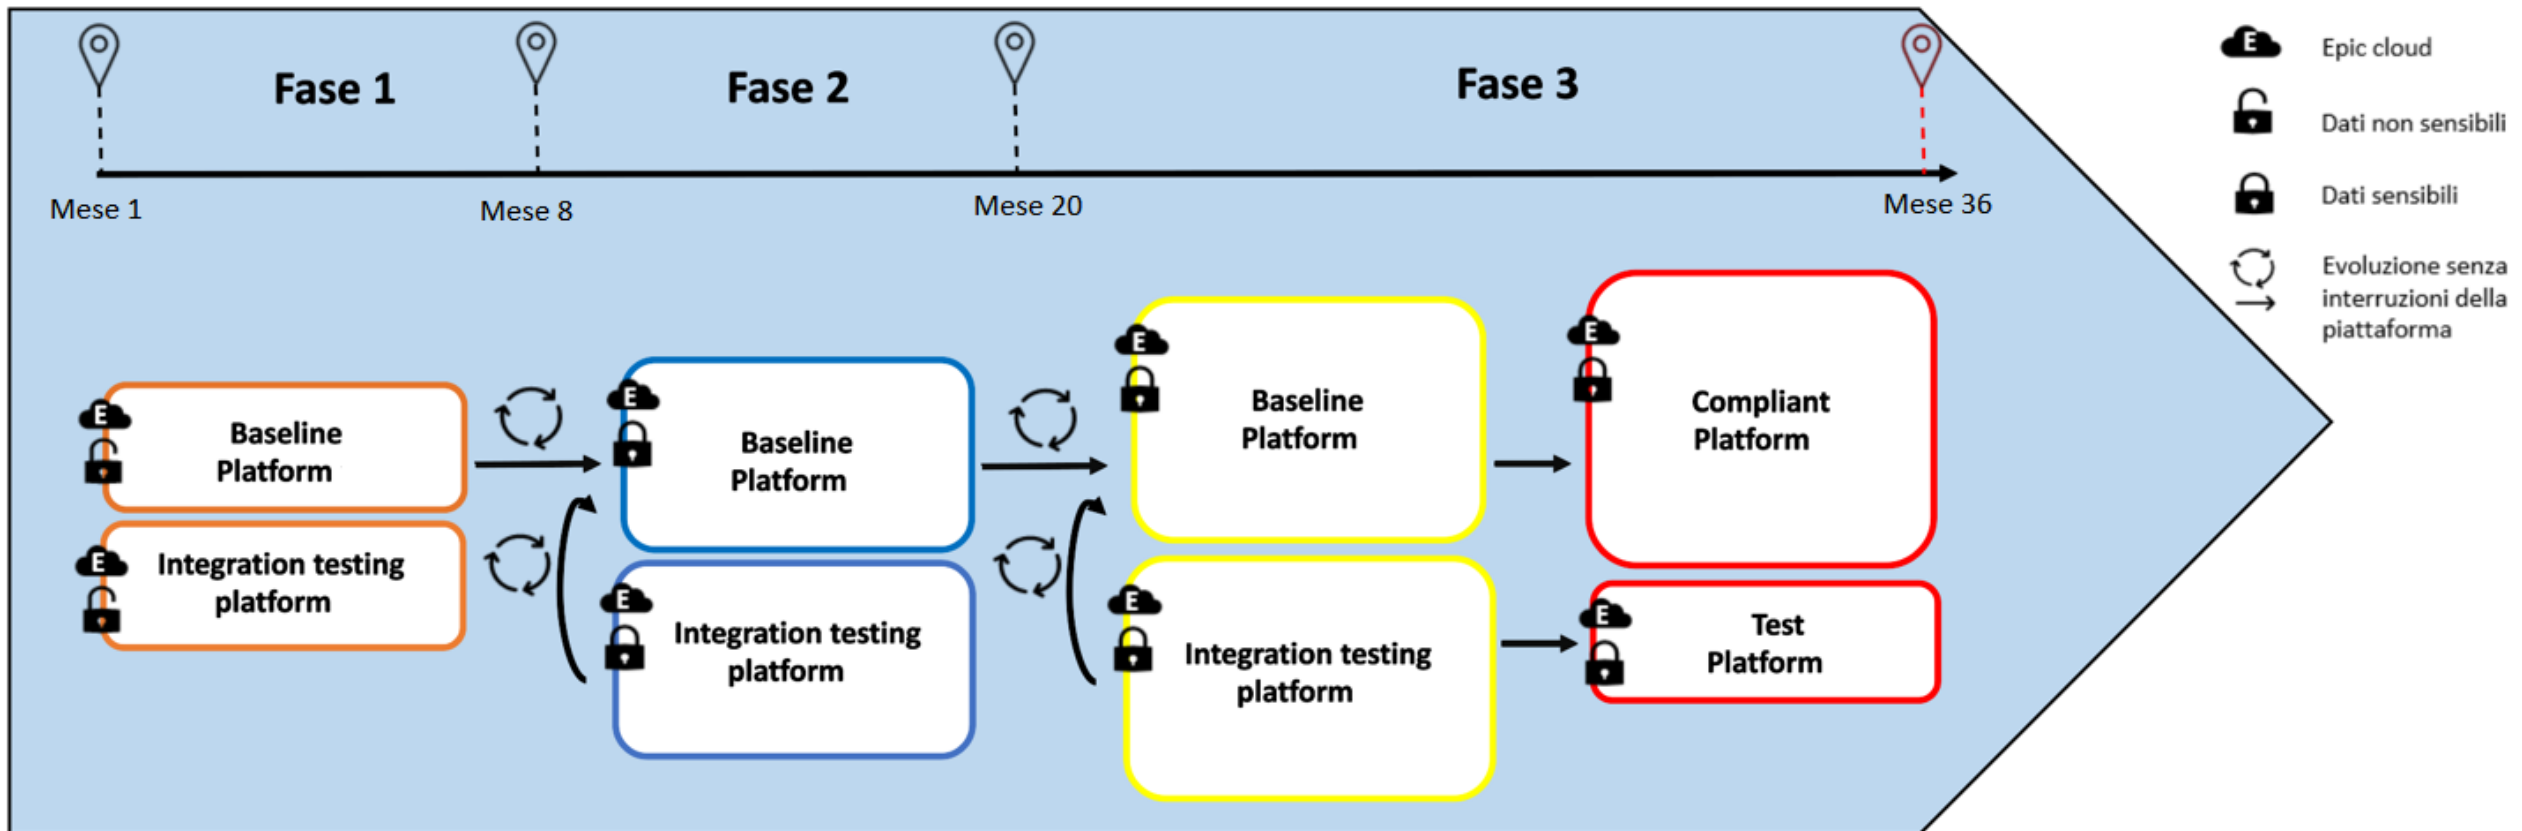 Fase 1
Fase 2
Fase 3
Mese 1
Mese 8
Mese 20
Mese 36
E
Epic cloud
Dati non sensibili
Dati sensibili
Evoluzione senza
interruzioni della
piattaforma
E
Baseline
Platform
E
Integration testing
platform
E
Baseline
Platform
E
Integration testing
platform
E
Baseline
Platform
E
Integration testing
platform
E
Compliant
Platform
E
Test
Platform